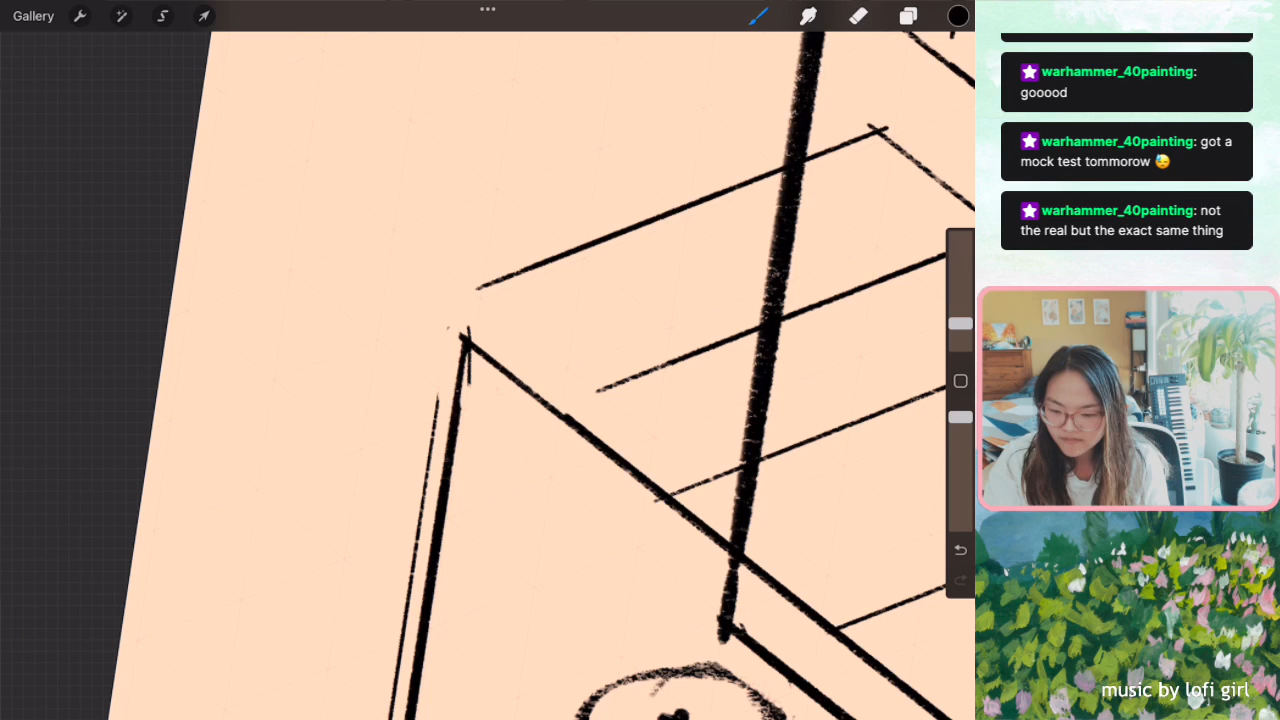 Gallery
warhammer_40painting:
gooood
warhammer_40painting: got a
mock test tommorow 😓
warhammer_40painting: not
the real but the exact same thing
music by lofi girl